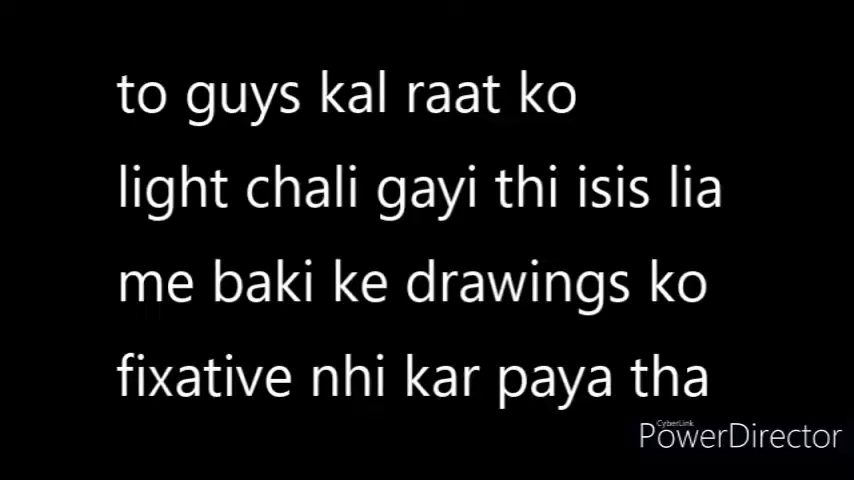 to guys kal raat ko
light chali gayi thi isis lia
me baki ke drawings ko
fixative nhi kar paya tha
CyberLink
PowerDirector